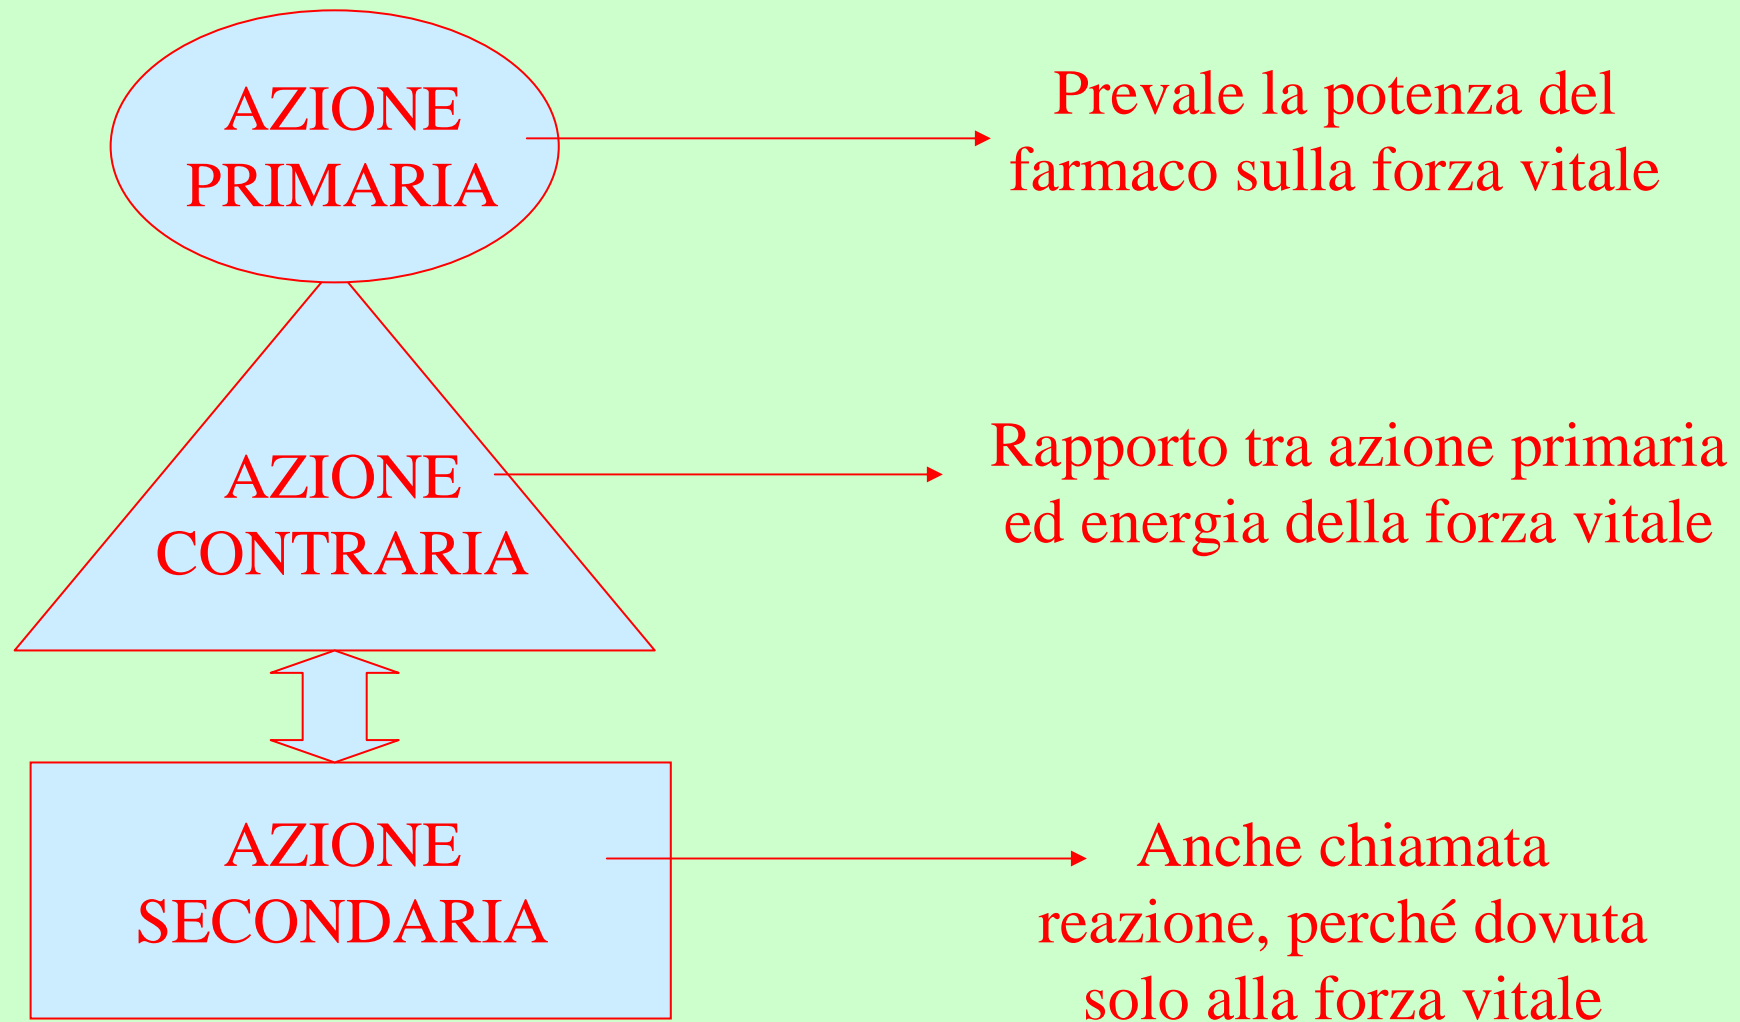 AZIONE
PRIMARIA
Prevale la potenza del
farmaco sulla forza vitale
AZIONE
CONTRARIA
Rapporto tra azione primaria
ed energia della forza vitale
AZIONE
SECONDARIA
Anche chiamata
reazione, perché dovuta
solo alla forza vitale